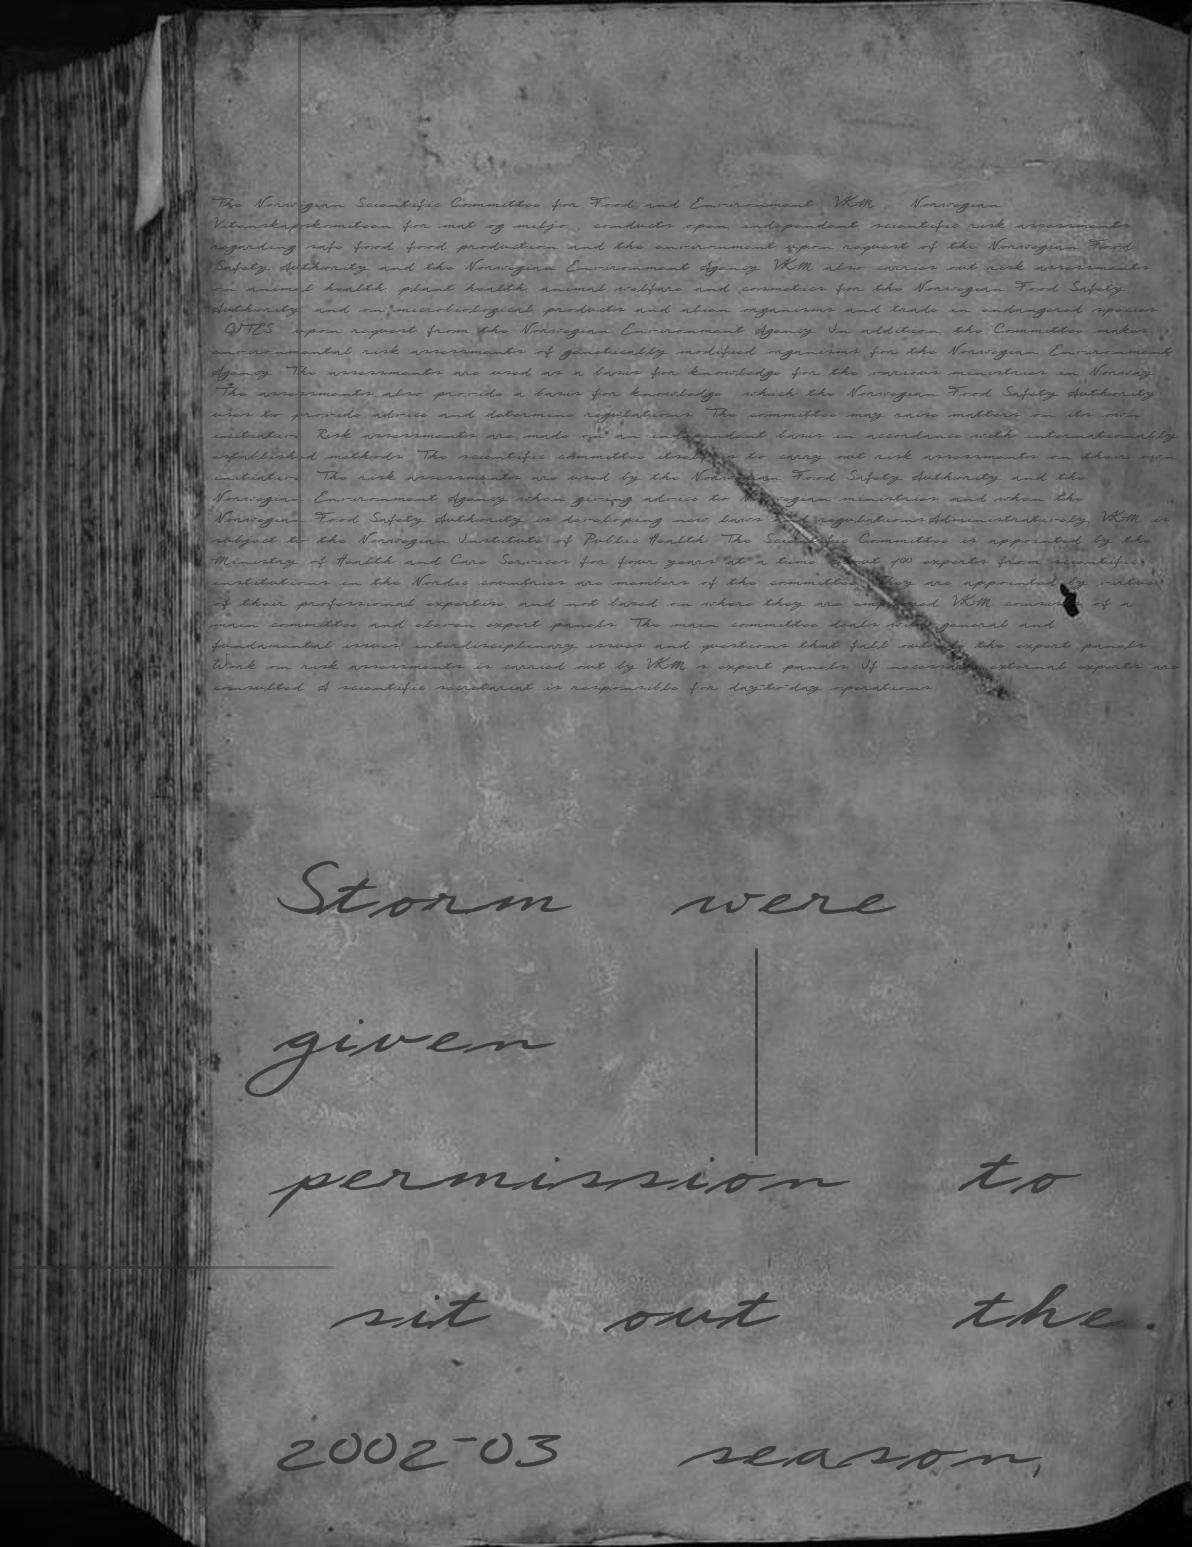 The Norwegian Scientific Committee for Food and Environment VKM Norwegian
Vitenskapskomiteen for mat og miljo conducts open independent scientific risk assessments
regarding safe food food production and the environment upon request of the Norwegian Food
Safety Authority and the Norwegian Environment Agency VKM also carries out risk assessments
on animal health plant health animal welfare and cosmetics for the Norwegian Food Safety
Authority and on microbiological products and alien organisms and trade in endangered species
CITES upon request from the Norwegian Environment Agency In addition the Committee makes
environmental risk assessments of genetically modified organisms for the Norwegian Environment
Agency The assessments are used as a basis for knowledge for the various ministries in Norway
The assessments also provide a basis for knowledge which the Norwegian Food Safety Authority
uses to provide advice and determine regulations The committee may raise matters on its own
initiative Risk assessments are made on an independent basis in accordance with internationally
established methods The scientific committee to carry out risk assessments on their own
initiative The risk assessments are used by the Norwegian Food Safety Authority and the
Norwegian Environment Agency when giving advice to Norwegian ministries and when the
Norwegian Food Safety Authority is developing new laws regulations Administratively VKM is
subject to the Norwegian Institute of Public Health The Scientific Committee is appointed by the
Ministry of Health and Care Services for four years at a time 100 experts from scientific
institutions in the Nordic countries are members of the committee are appointed by virtue
of their professional expertise and not based on where they are employed VKM of a
main committee and eleven expert panels The main committee deals general and
fundamental issues interdisciplinary issues and questions that fall the expert panels
Work on risk assessments is carried out by VKM s expert panels If necessary external experts are
consulted A scientific secretariat is responsible for day-to-day operations
Storm were
given
permission to
sit out the
2002-03 season,